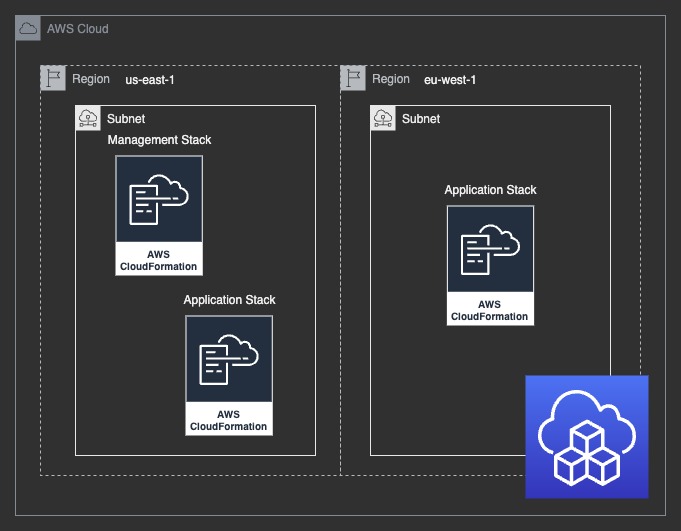 AWS Cloud
Region us-east-1
Region eu-west-1
Subnet
Management Stack
AWS
CloudFormation
Application Stack
AWS
CloudFormation
Subnet
Application Stack
AWS
CloudFormation